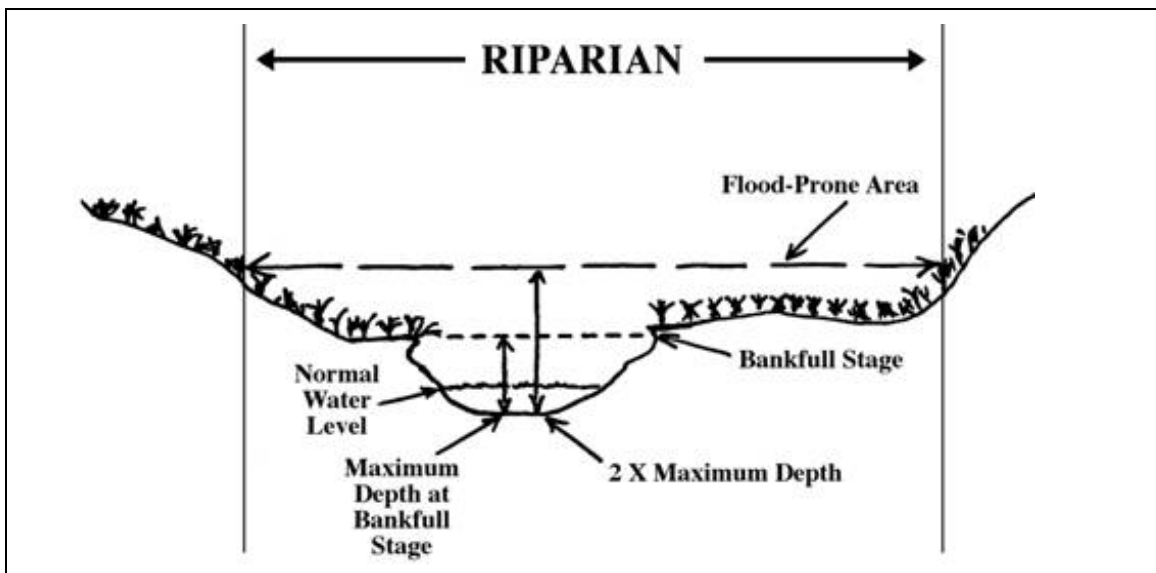 RIPARIAN
Flood-Prone Area
Bankfull Stage
Normal
Water
Level
Maximum
Depth at
Bankfull
Stage
2 X Maximum Depth